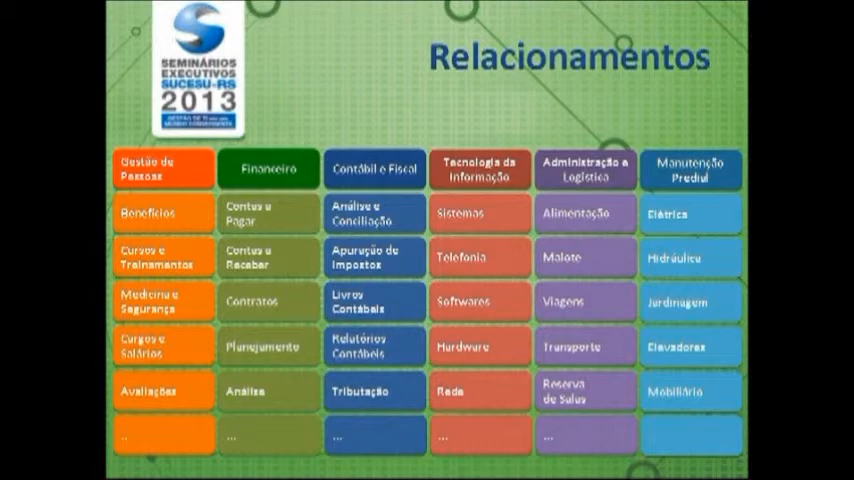 SEMINÁRIOS
EXECUTIVOS
SUCESU-RS
2013
Relacionamentos
Gestão de
Pessoas
Financeiro
Contábil e Fiscal
Tecnologia da
Informação
Administração e
Logística
Manutenção
Predial
Benefícios
Contas a
Pagar
Análise e
Conciliação
Sistemas
Alimentação
Elétrica
Cursos e
Treinamentos
Contas a
Receber
Apuração de
Impostos
Telefonia
Malote
Hidráulica
Medicina e
Segurança
Contratos
Livros
Contábeis
Softwares
Viagens
Jardinagem
Cargos e
Salários
Planejamento
Relatórios
Contábeis
Hardware
Transporte
Elevadores
Avaliações
Análise
Tributação
Rede
Reserva
de Salas
Mobiliário
..
...
...
...
...